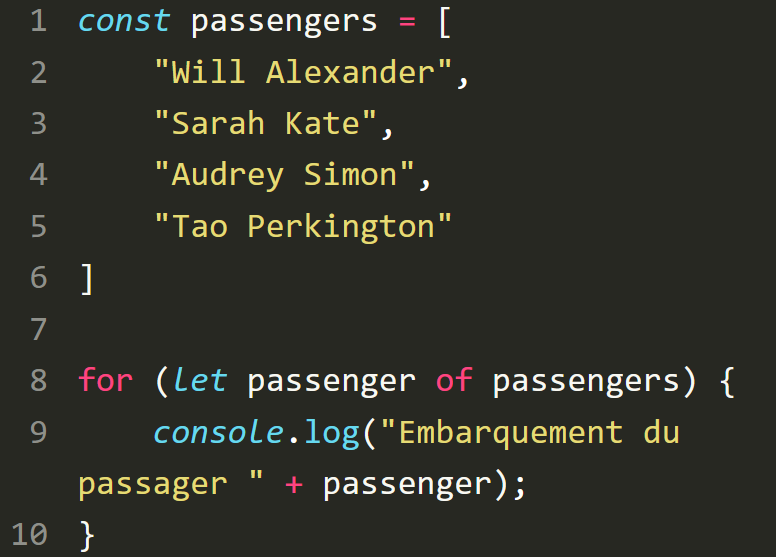 1 const passengers = [
2     "Will Alexander",
3     "Sarah Kate",
4     "Audrey Simon",
5     "Tao Perkington"
6 ]
7
8 for (let passenger of passengers) {
9     console.log("Embarquement du
passager " + passenger);
10 }